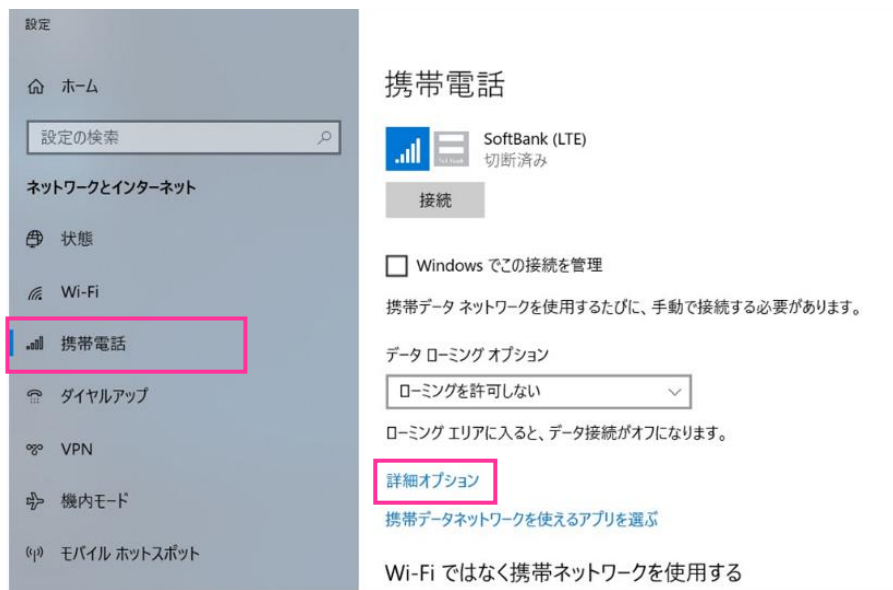 設定
ホーム
設定の検索
ネットワークとインターネット
状態
Wi-Fi
携帯電話
ダイヤルアップ
VPN
機内モード
モバイル ホットスポット
携帯電話
SoftBank (LTE)
切断済み
接続
Windows でこの接続を管理
携帯データ ネットワークを使用するたびに、手動で接続する必要があります。
データ ローミング オプション
ローミングを許可しない
ローミング エリアに入ると、データ接続がオフになります。
詳細オプション
携帯データネットワークを使えるアプリを選ぶ
Wi-Fi ではなく携帯ネットワークを使用する